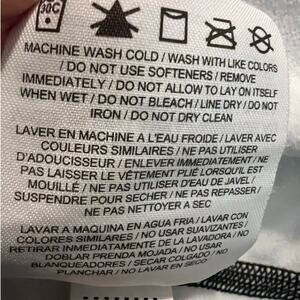 30C
MACHINE WASH COLD / WASH WITH LIKE COLORS
/ DO NOT USE SOFTENERS / REMOVE
IMMEDIATELY / DO NOT ALLOW TO LAY ON ITSELF
WHEN WET / DO NOT BLEACH / LINE DRY / DO NOT
IRON / DO NOT DRY CLEAN
LAVER EN MACHINE A L'EAU FROIDE / LAVER AVEC
COULEURS SIMILAIRES / NE PAS UTILISER
D'ADOUCISSEUR / ENLEVER IMMEDIATEMENT / NE
PAS LAISSER LE VÊTEMENT PLIÉ LORSQU'IL EST
MOUILLÉ / NE PAS UTILISER D'EAU DE JAVEL /
SUSPENDRE POUR SECHER / NE PAS REPASSER /
NE PAS NETTOYER A SEC
LAVAR A MAQUINA EN AGUA FRIA / LAVAR CON
COLORES SIMILARES / NO USAR SUAVIZANTES /
RETIRAR INMEDIATAMENTE DE LA LAVADORA / NO
DOBLAR PRENDA MOJADA / NO USAR
BLANQUEADORES / SECAR COLGADO / NO
PLANCHAR / NO LAVAR EN SECO